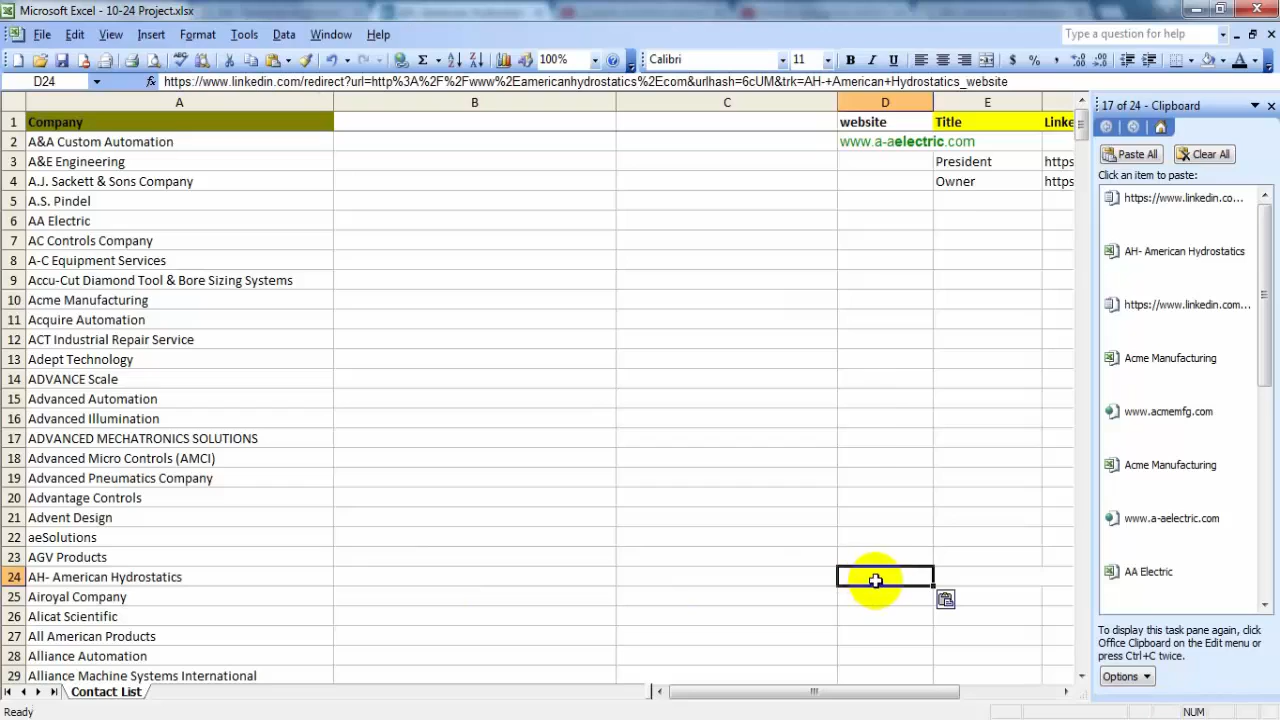 Microsoft Excel - 10-24 Project.xlsx
File Edit View Insert Format Tools Data Window Help
Type a question for help
100% Calibri 11 B I U $ % ,
D24 fx https://www.linkedin.com/redirect?url=http%3A%2F%2Fwww%2Eamericanhydrostatics%2Ecom&urlhash=6cUM&trk=AH-+American+Hydrostatics_website
A B C D E
1 Company website Title Linke
2 A&A Custom Automation www.a-aelectric.com
3 A&E Engineering President https
4 A.J. Sackett & Sons Company Owner https
5 A.S. Pindel
6 AA Electric
7 AC Controls Company
8 A-C Equipment Services
9 Accu-Cut Diamond Tool & Bore Sizing Systems
10 Acme Manufacturing
11 Acquire Automation
12 ACT Industrial Repair Service
13 Adept Technology
14 ADVANCE Scale
15 Advanced Automation
16 Advanced Illumination
17 ADVANCED MECHATRONICS SOLUTIONS
18 Advanced Micro Controls (AMCI)
19 Advanced Pneumatics Company
20 Advantage Controls
21 Advent Design
22 aeSolutions
23 AGV Products
24 AH- American Hydrostatics
25 Airoyal Company
26 Alicat Scientific
27 All American Products
28 Alliance Automation
29 Alliance Machine Systems International
Contact List
Ready
NUM
17 of 24 - Clipboard
Paste All Clear All
Click an item to paste:
https://www.linkedin.co...
AH- American Hydrostatics
https://www.linkedin.com...
Acme Manufacturing
www.acmemfg.com
Acme Manufacturing
www.a-aelectric.com
AA Electric
To display this task pane again, click
Office Clipboard on the Edit menu or
press Ctrl+C twice.
Options